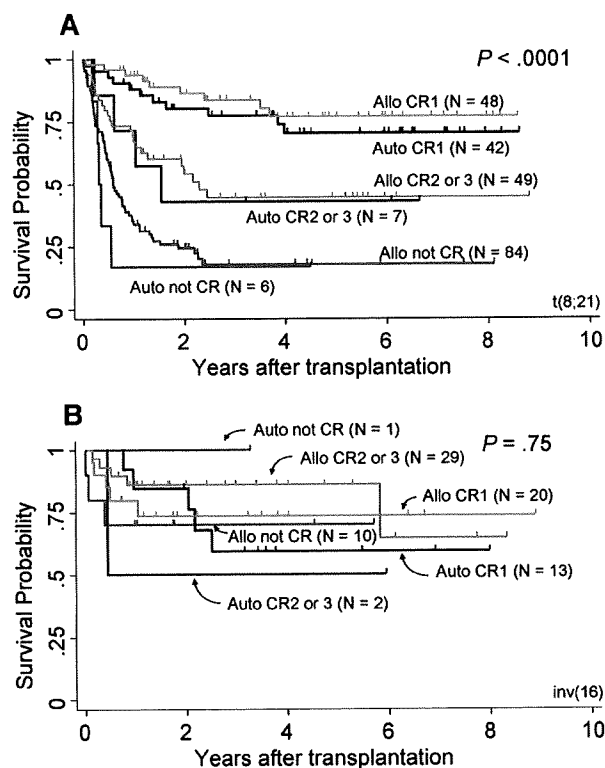 A
P < .0001
1
Allo CR1 (N = 48)
.75
Auto CR1 (N = 42)
Allo CR2 or 3 (N = 49)
.5
Auto CR2 or 3 (N = 7)
Allo not CR (N = 84)
.25
Auto not CR (N = 6)
0
t(8;21)
0 2 4 6 8 10
Survival Probability
Years after transplantation
B
Auto not CR (N = 1)
P = .75
1
Allo CR2 or 3 (N = 29)
Allo CR1 (N = 20)
.75
Allo not CR (N = 10)
Auto CR1 (N = 13)
.5
Auto CR2 or 3 (N = 2)
.25
0
inv(16)
0 2 4 6 8 10
Survival Probability
Years after transplantation